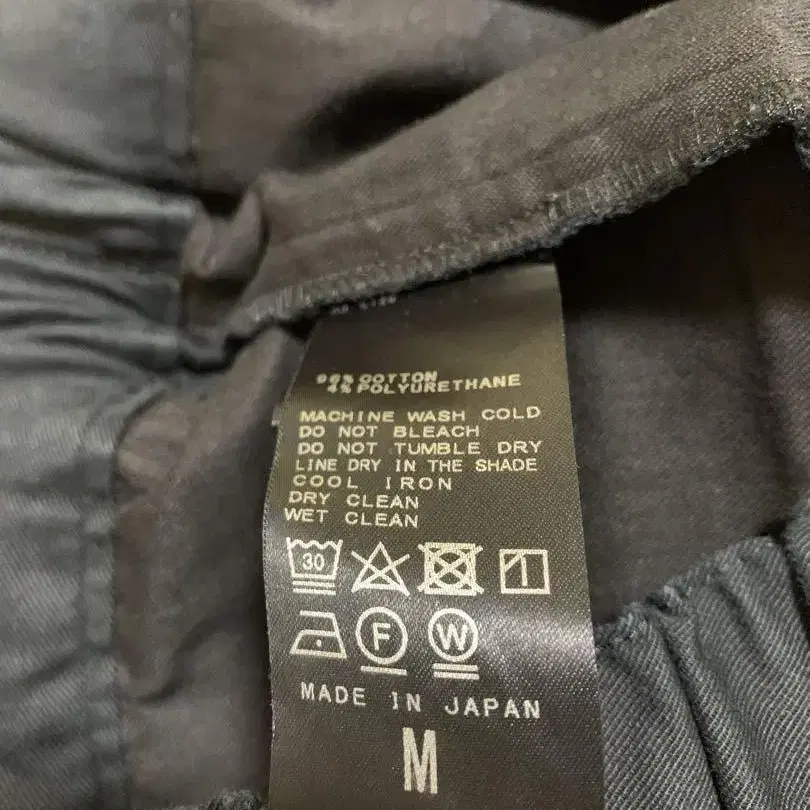 % COTTON
4% POLYURETHANE
MACHINE WASH COLD
DO NOT BLEACH
DO NOT TUMBLE DRY
LINE DRY IN THE SHADE
COOL IRON
DRY CLEAN
WET CLEAN
30
F W
MADE IN JAPAN
M